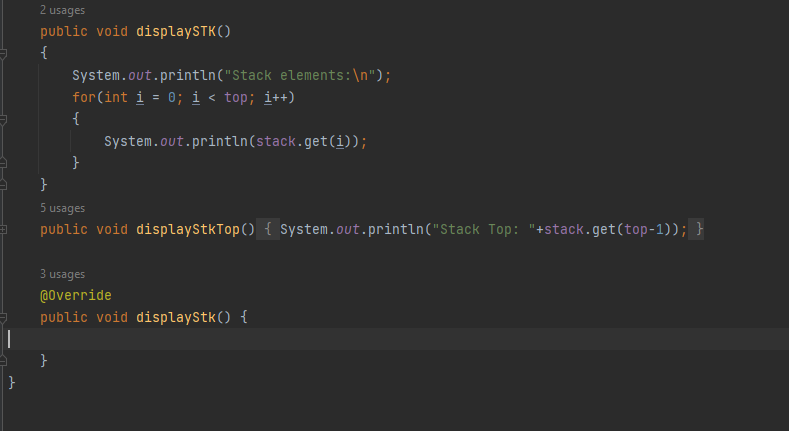 2 usages
public void displaySTK()
{
System.out.println("Stack elements:\n");
for(int i = 0; i < top; i++)
{
System.out.println(stack.get(i));
}
}
5 usages
public void displayStkTop() { System.out.println("Stack Top: "+stack.get(top-1)); }
3 usages
@Override
public void displayStk() {
}
}